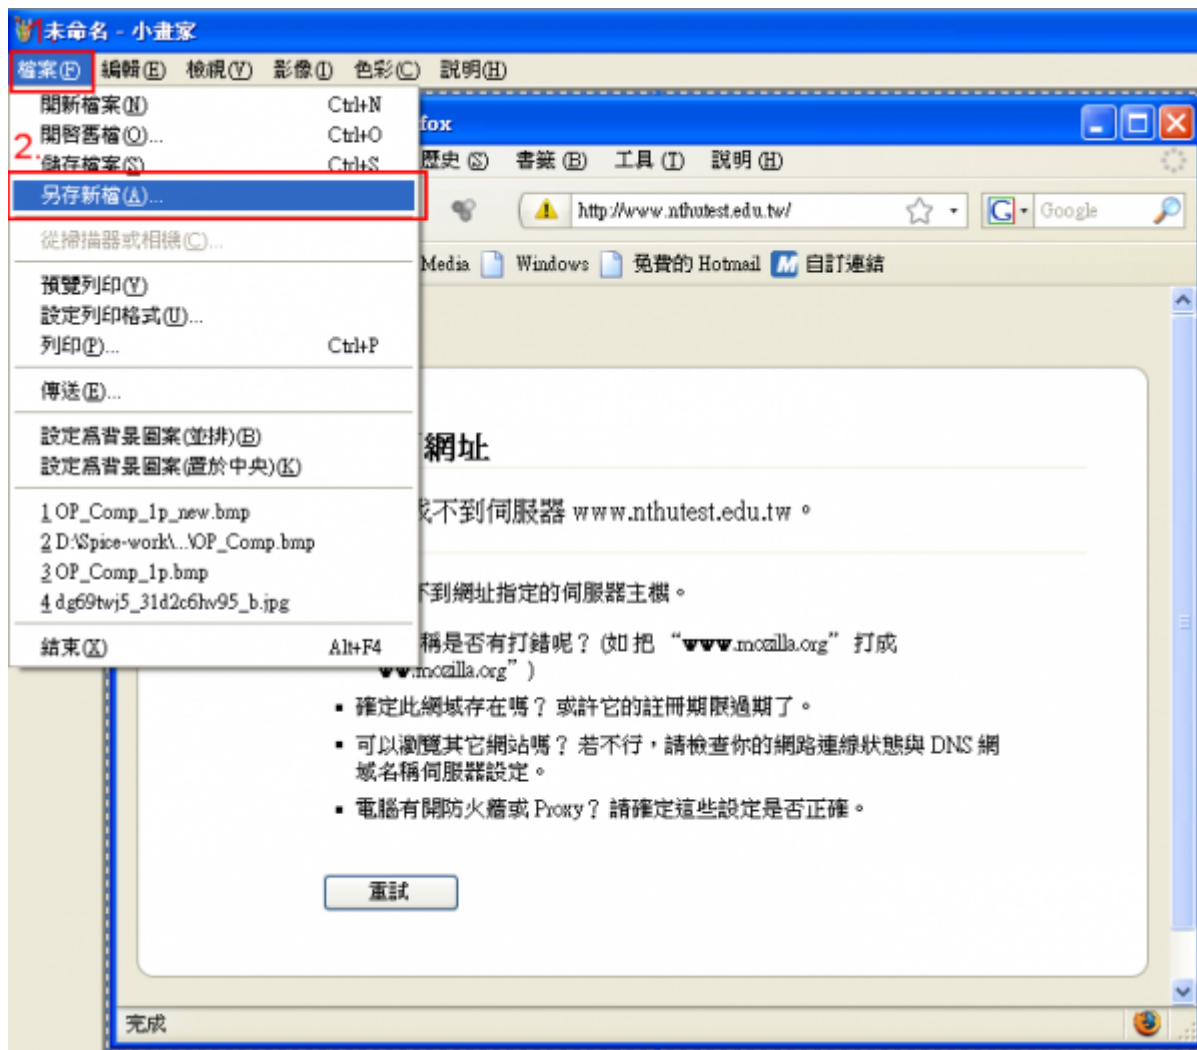 1未命名 - 小畫家
檔案(F) 編輯(E) 檢視(V) 影像(I) 色彩(C) 說明(H)
開新檔案(N) Ctrl+N
2.
開啓舊檔(O)... Ctrl+O
儲存檔案(S) Ctrl+S
另存新檔(A)...
從掃描器或相機(C)...
預覽列印(V)
設定列印格式(U)...
列印(P)... Ctrl+P
傳送(E)...
設定爲背景圖案(並排)(B)
設定爲背景圖案(置於中央)(K)
1 OP_Comp_1p_new.bmp
2 D:\Spice-work\...\OP_Comp.bmp
3 OP_Comp_1p.bmp
4 dg69twj5_31d2c6hv95_b.jpg
結束(X) Alt+F4
fox
歷史(S) 書籤(B) 工具(T) 說明(H)
http://www.nthutest.edu.tw/ G Google
Media Windows 免費的 Hotmail M 自訂連結
網址
找不到伺服器 www.nthutest.edu.tw。
不到網址指定的伺服器主機。
稱是否有打錯呢？(如 把 “www.mozilla.org” 打成
ww.mozilla.org”)
▪ 確定此網域存在嗎？或許它的註冊期限過期了。
▪ 可以瀏覽其它網站嗎？若不行，請檢查你的網路連線狀態與 DNS 網
域名稱伺服器設定。
▪ 電腦有開防火牆或 Proxy？請確定這些設定是否正確。
重試
完成